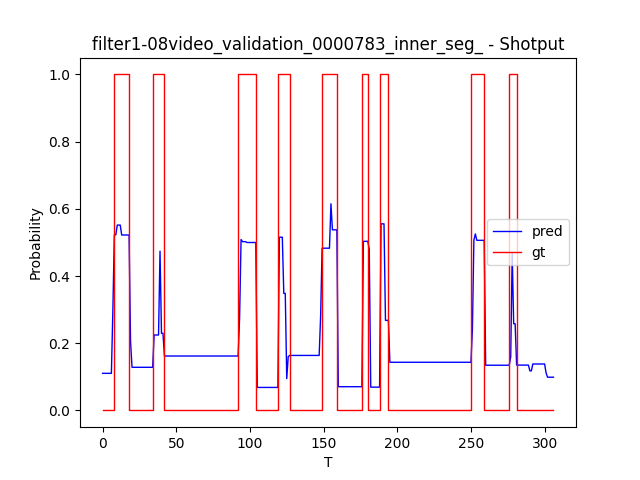 filter1-08video_validation_0000783_inner_seg_ - Shotput
1.0
0.8
0.6
0.4
0.2
0.0
Probability
pred
gt
0 50 100 150 200 250 300
T